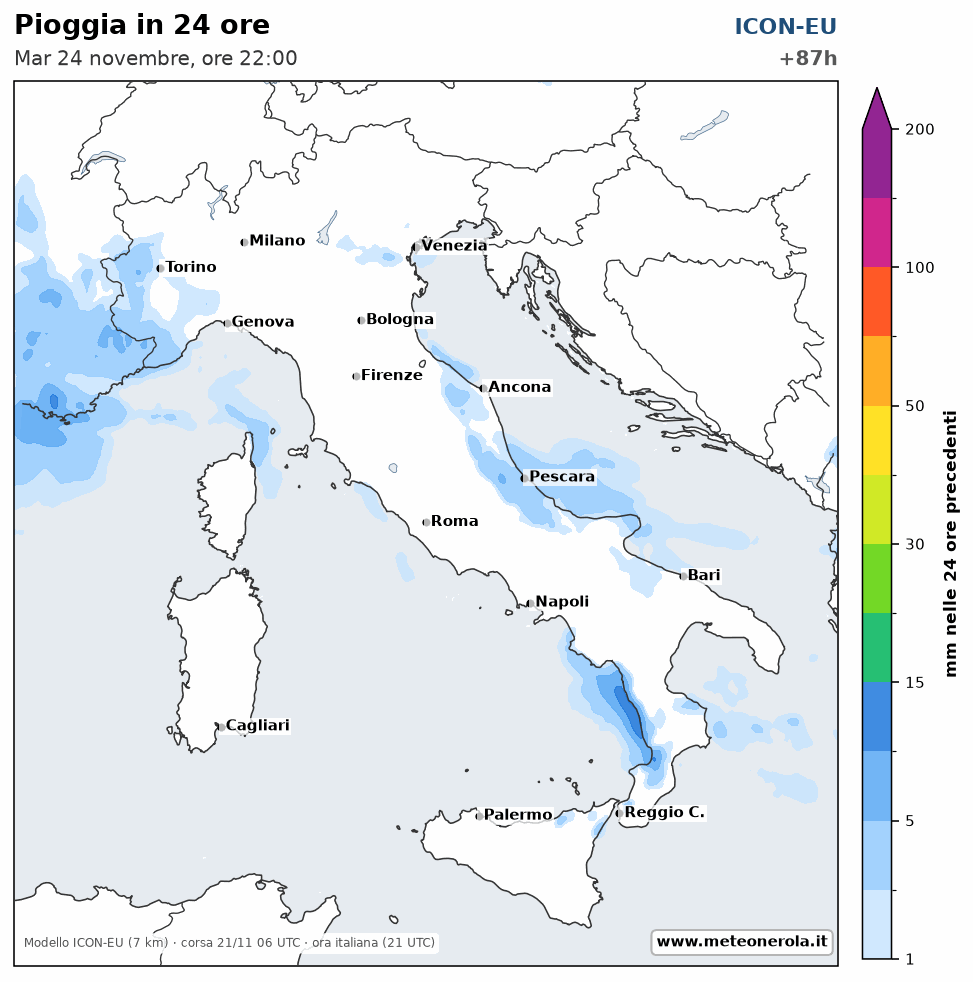 Pioggia in 24 ore
ICON-EU
Mar 24 novembre, ore 22:00
+87h
200
Milano
Venezia
Torino
100
Genova
Bologna
Firenze
Ancona
50
Pescara
Roma
30
Bari
Napoli
15
Cagliari
Palermo
Reggio C.
5
1
mm nelle 24 ore precedenti
Modello ICON-EU (7 km) · corsa 21/11 06 UTC · ora italiana (21 UTC)
www.meteonerola.it